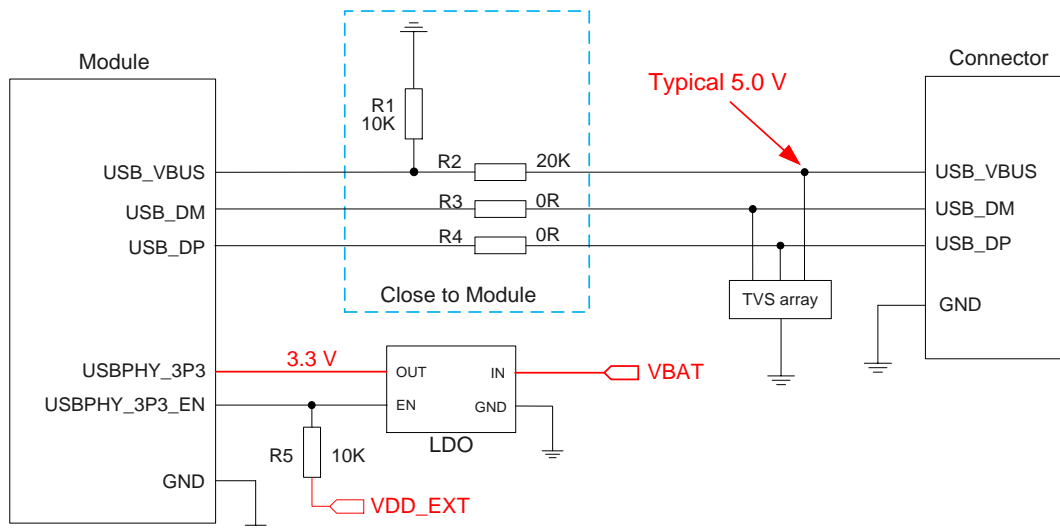 Module
Connector
Typical 5.0 V
R1
10K
USB_VBUS
R2
20K
USB_VBUS
USB_DM
R3
0R
USB_DM
USB_DP
R4
0R
USB_DP
Close to Module
TVS array
GND
USBPHY_3P3
3.3 V
OUT
IN
VBAT
USBPHY_3P3_EN
EN
GND
LDO
R5
10K
GND
VDD_EXT